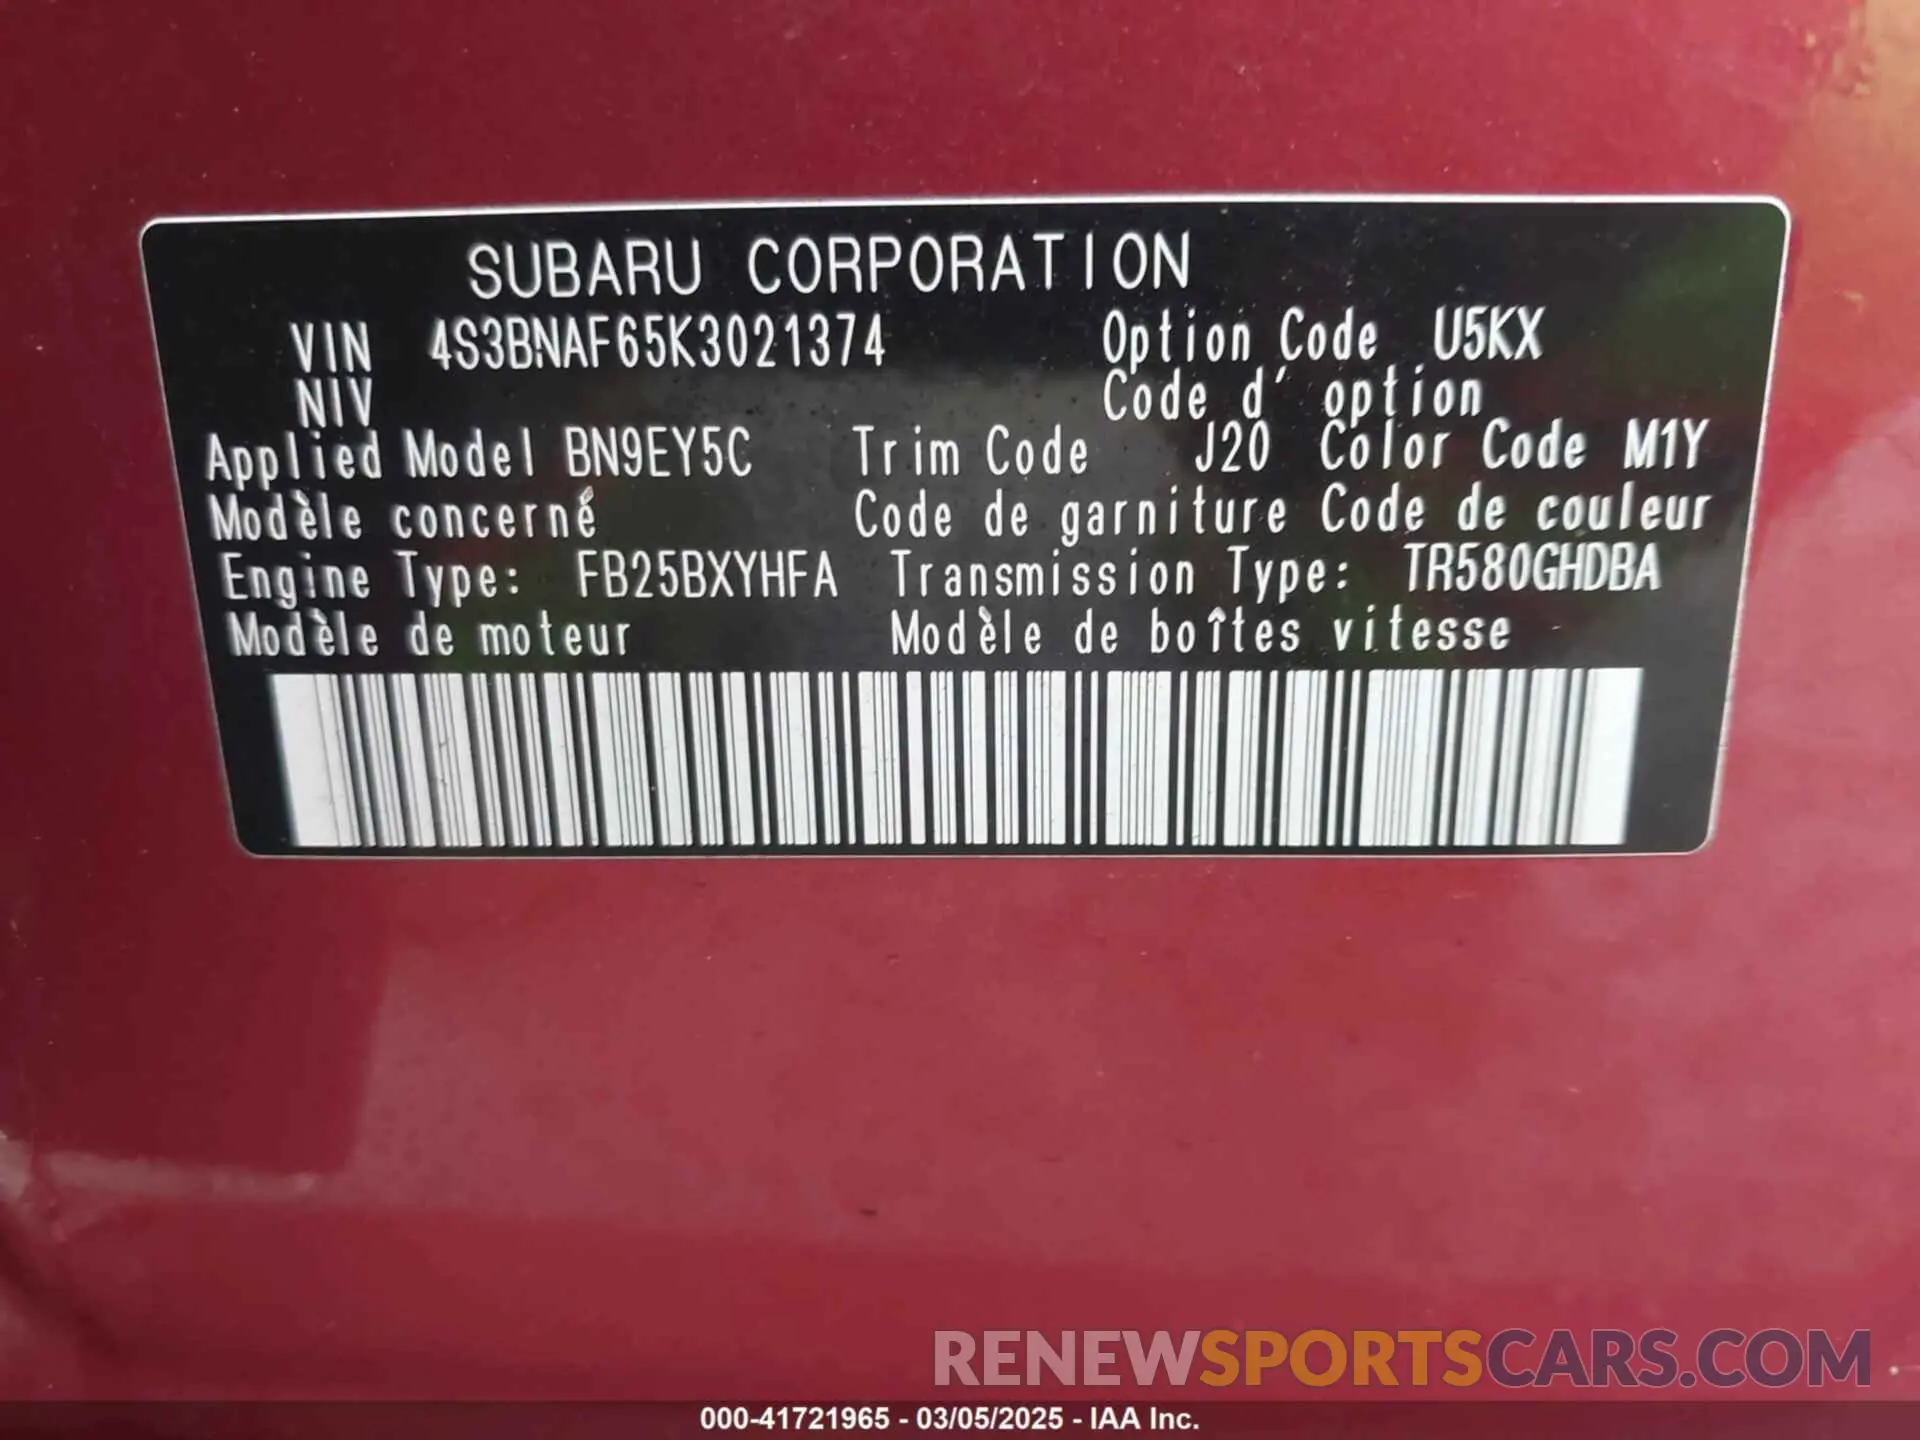 SUBARU CORPORATION
VIN 4S3BNAF65K3021374 Option Code U5KX
NIV Code d' option
Applied Model BN9EY5C Trim Code J20 Color Code M1Y
Modèle concerné Code de garniture Code de couleur
Engine Type: FB25BXYHFA Transmission Type: TR580GHDBA
Modèle de moteur Modèle de boîtes vitesse
RENEWSPORTSCARS.COM
000-41721965 - 03/05/2025 - IAA Inc.